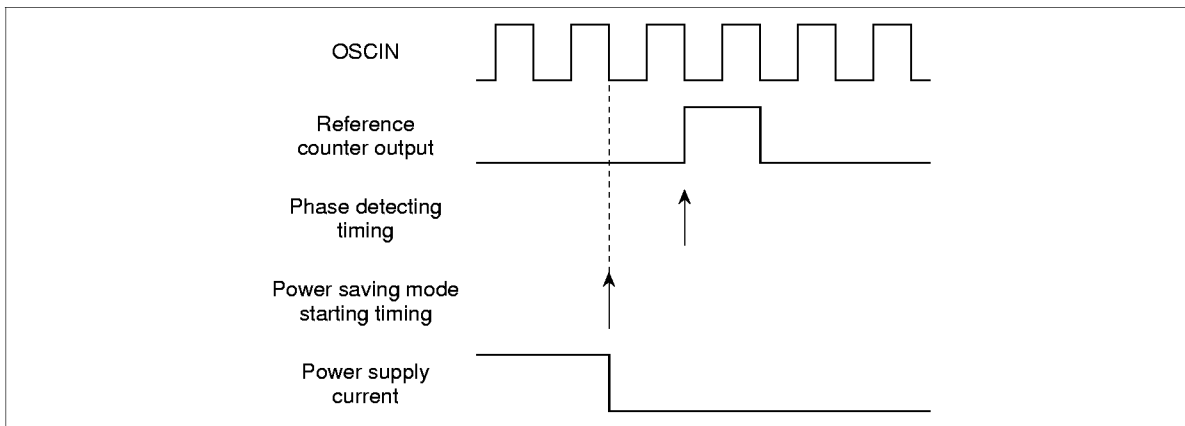 OSCIN
Reference
counter output
Phase detecting
timing
Power saving mode
starting timing
Power supply
current